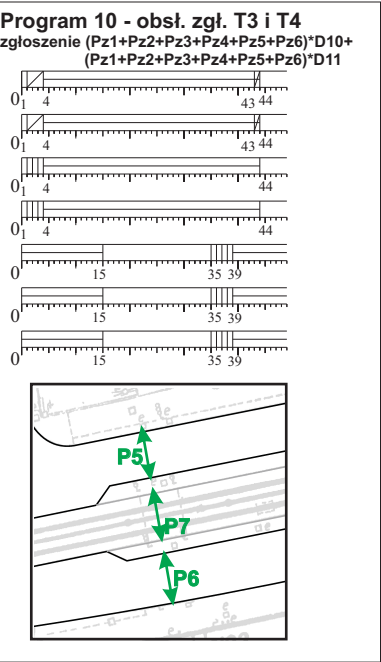 Program 10 - obsł. zgł. T3 i T4
zgłoszenie (Pz1+Pz2+Pz3+Pz4+Pz5+Pz6)*D10+
(Pz1+Pz2+Pz3+Pz4+Pz5+Pz6)*D11
0 1 4 43 44
0 1 4 43 44
0 1 4 44
0 1 4 44
0 15 35 39
0 15 35 39
0 15 35 39
P5
P7
P6